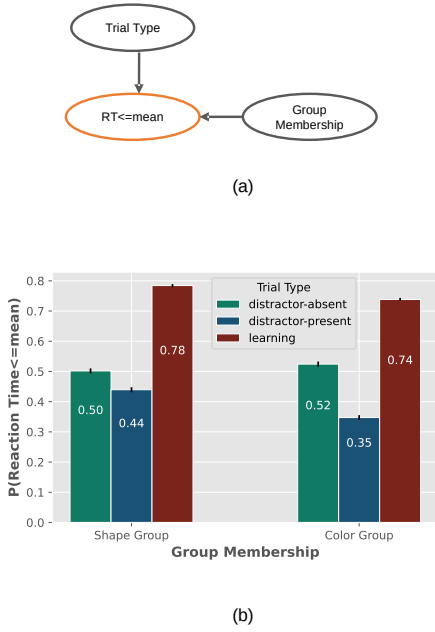 Trial Type
RT<=mean
Group
Membership
(a)
P(Reaction Time<=mean)
0.8
0.7
0.6
0.5
0.4
0.3
0.2
0.1
0.0
Trial Type
distractor-absent
distractor-present
learning
0.50
0.44
0.78
0.52
0.35
0.74
Shape Group
Color Group
Group Membership
(b)